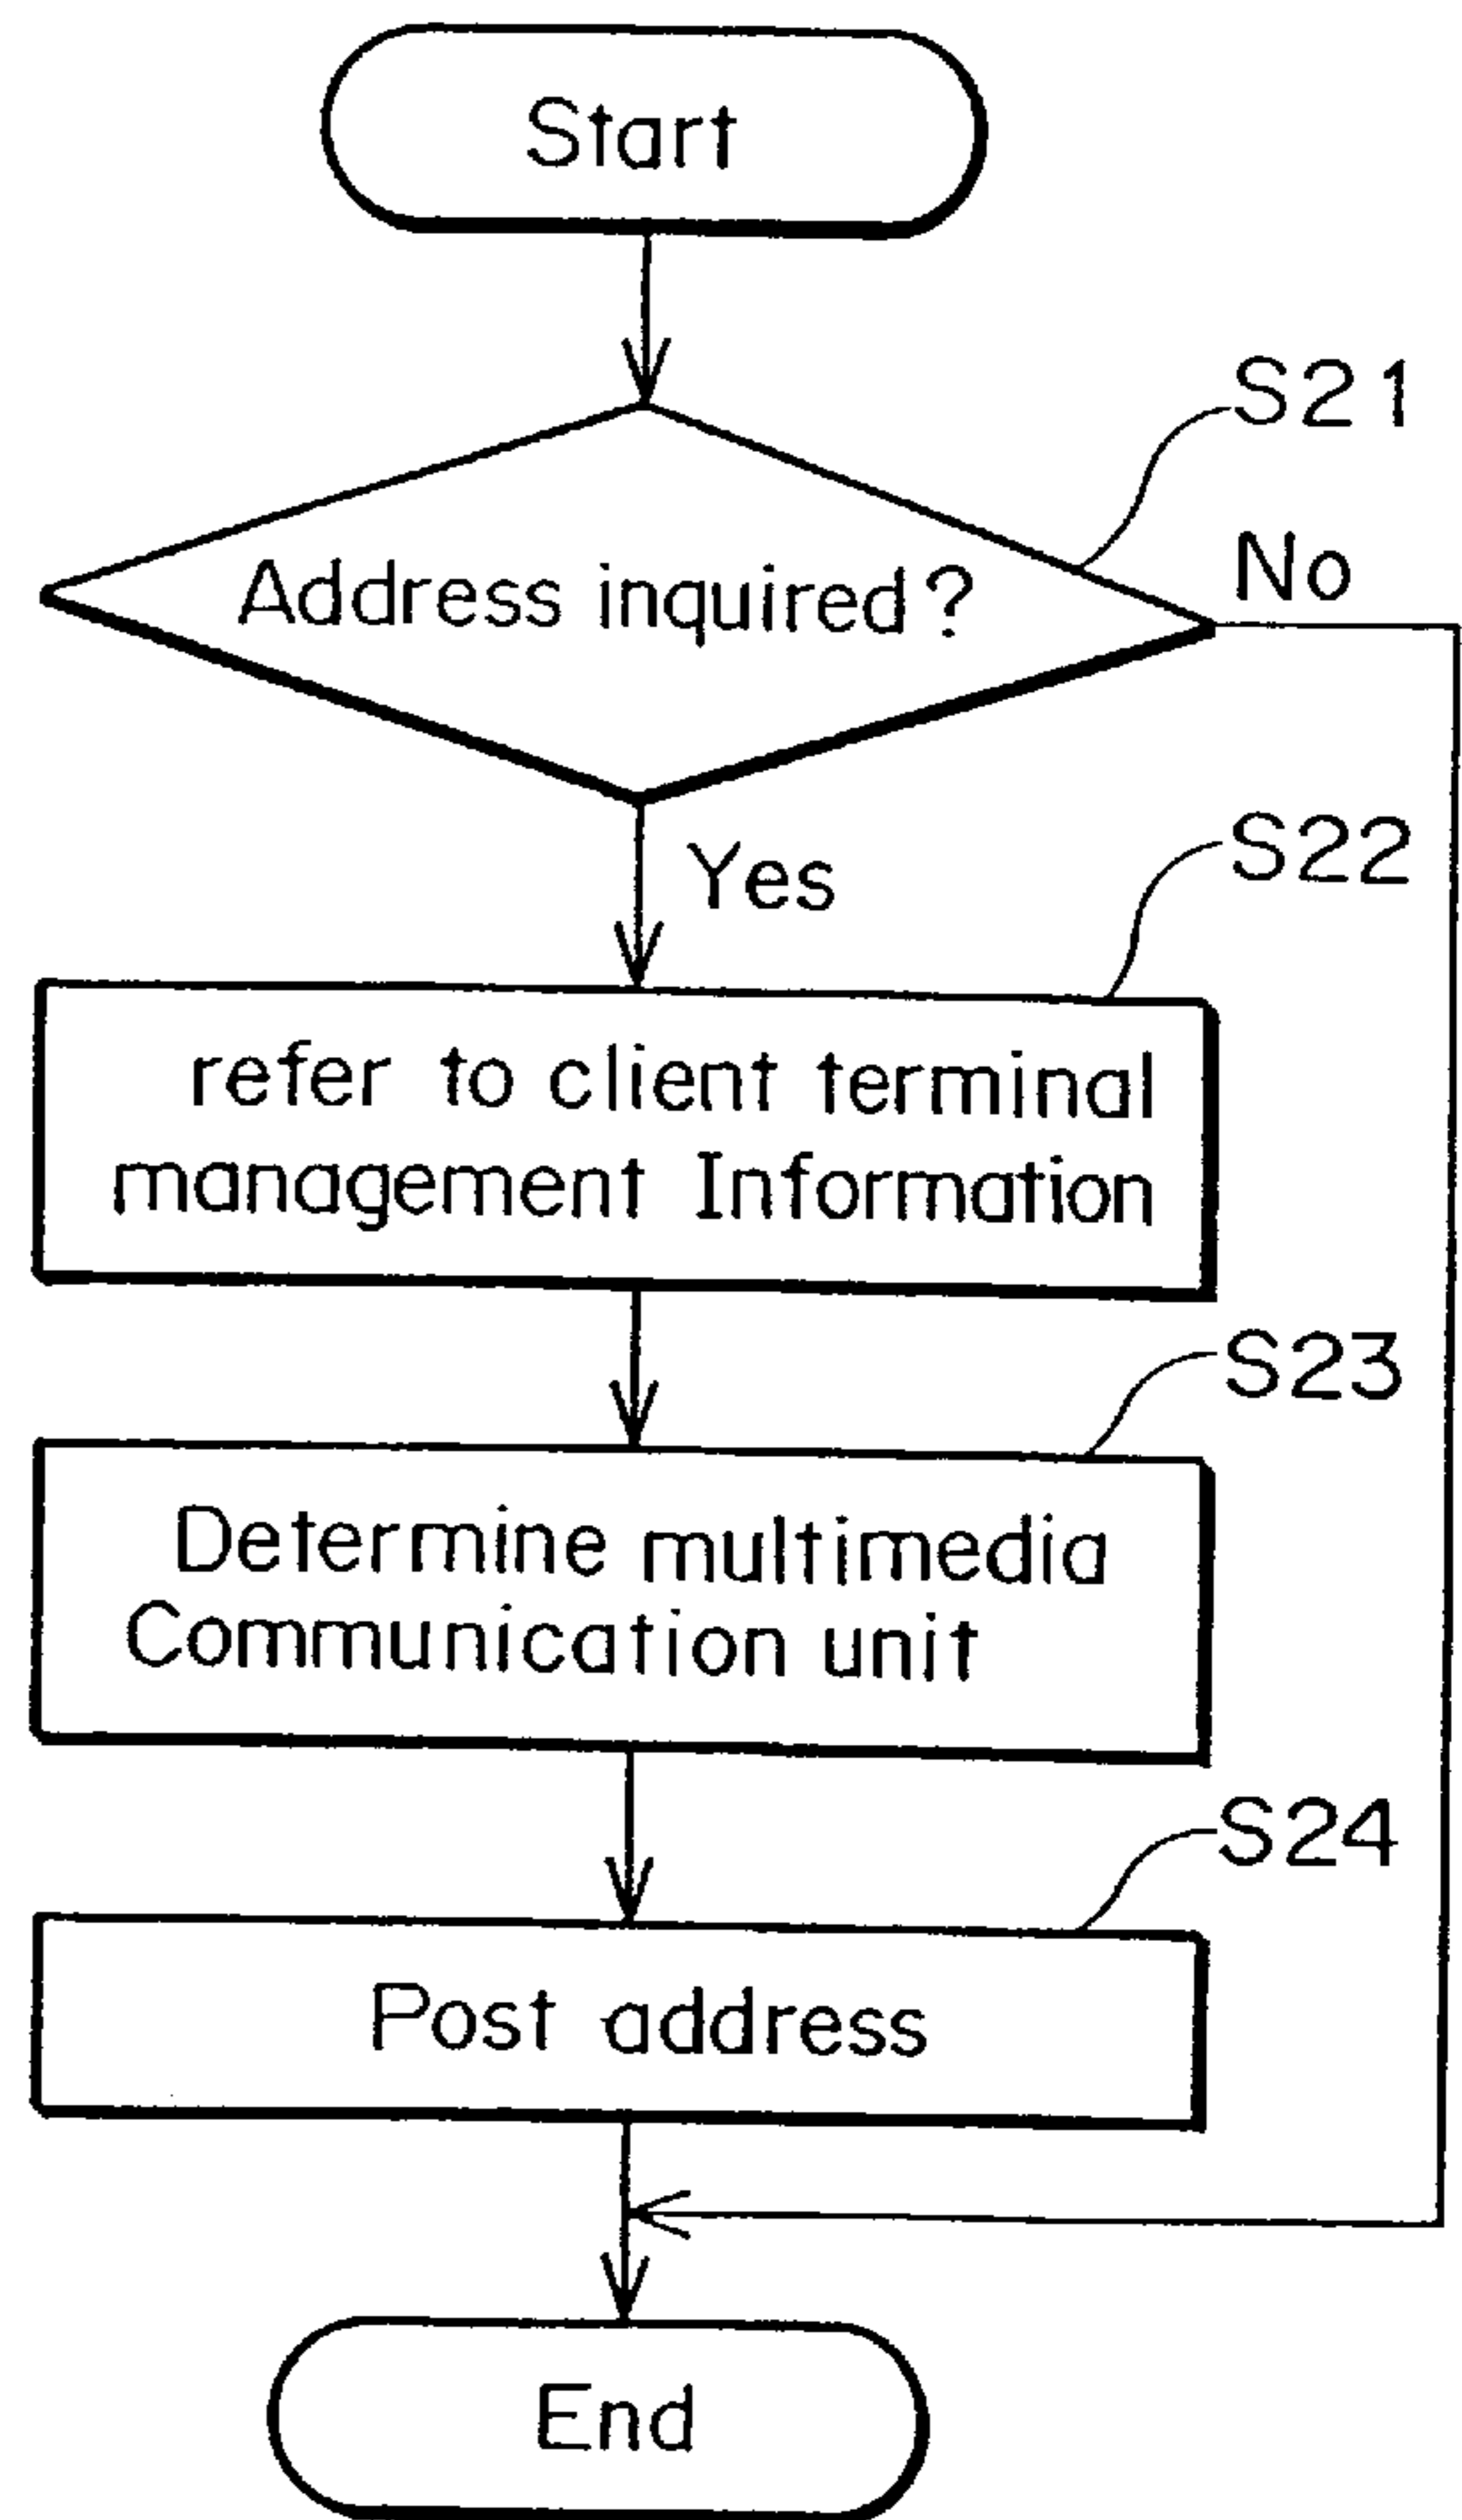 Start
S21
Address inquired?
No
Yes
S22
refer to client terminal
management Information
S23
Determine multimedia
Communication unit
S24
Post address
End